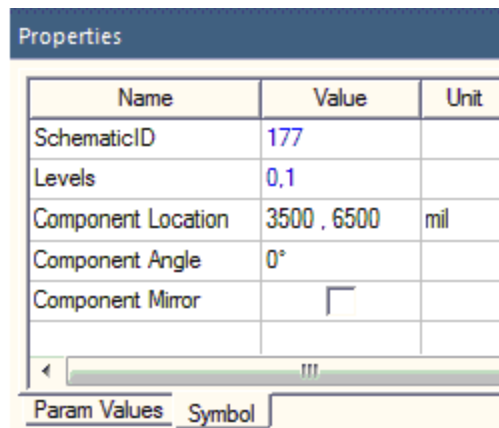 Properties
Name Value Unit
SchematicID 177
Levels 0,1
Component Location 3500 , 6500 mil
Component Angle 0°
Component Mirror
Param Values Symbol